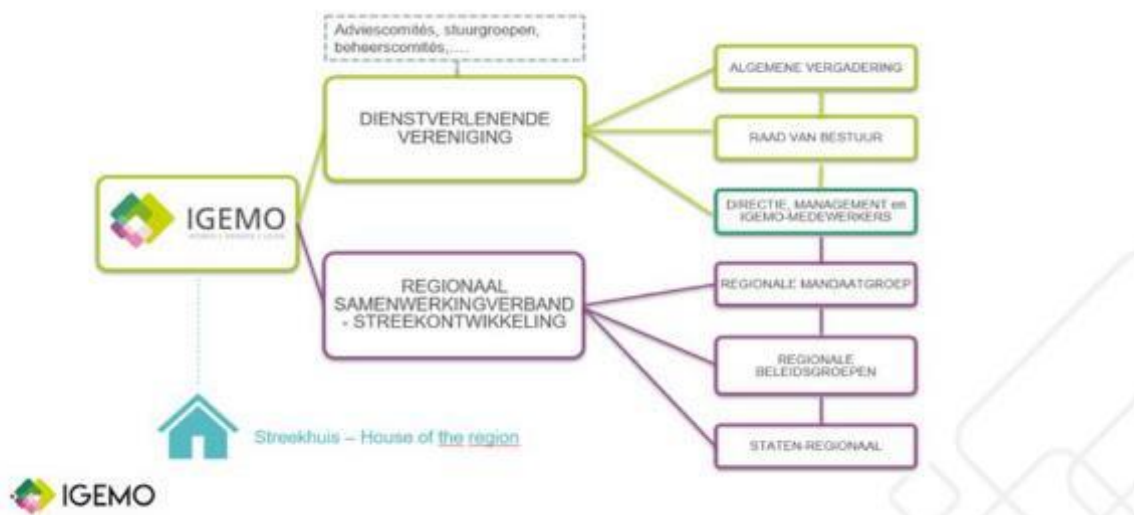 Adviescomités, stuurgroepen,
beheerscomités,....
DIENSTVERLENENDE
VERENIGING
ALGEMENE VERGADERING
RAAD VAN BESTUUR
DIRECTIE, MANAGEMENT en
IGEMO-MEDEWERKERS
IGEMO
REGIONAAL
SAMENWERKINGVERBAND
- STREEKONTWIKKELING
REGIONALE MANDAATGROEP
REGIONALE
BELEIDSGROEPEN
STATEN-REGIONAAL
Streekhuis – House of the region
IGEMO